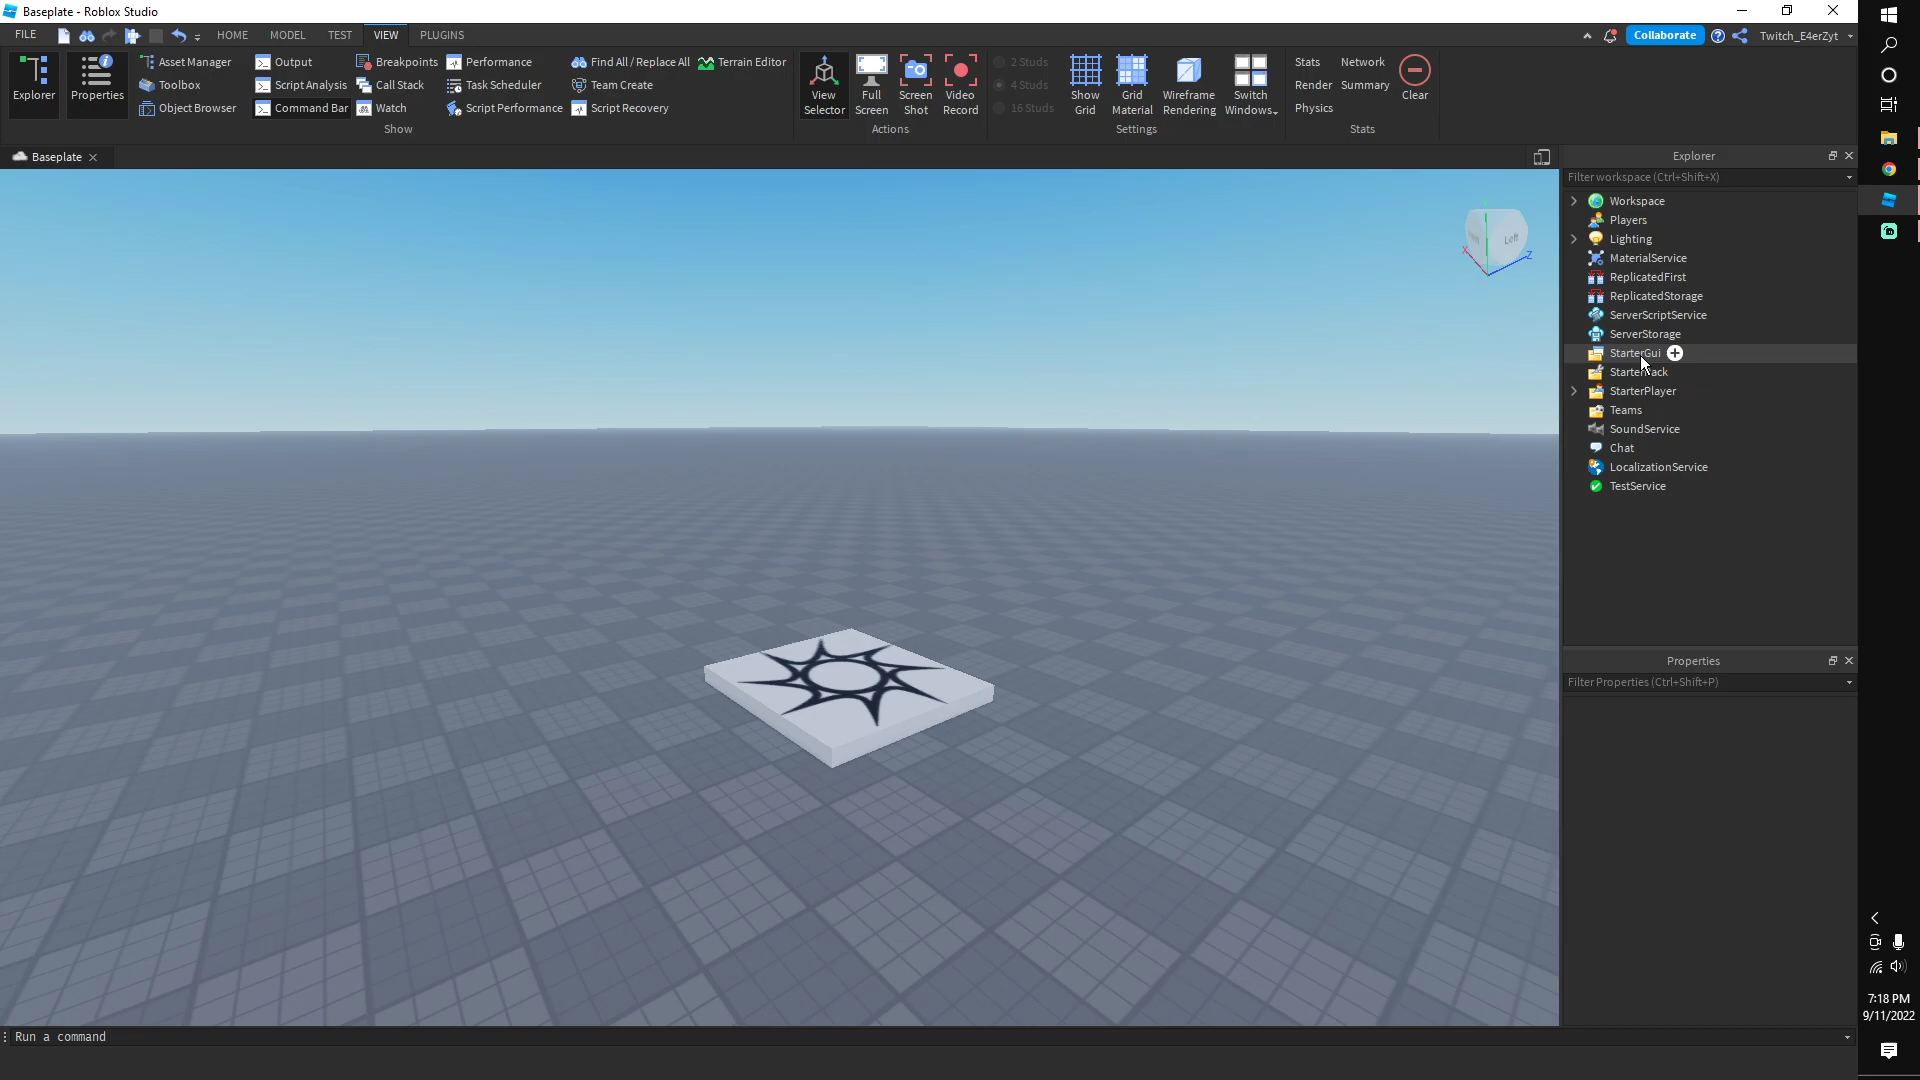 Baseplate - Roblox Studio
FILE HOME MODEL TEST VIEW PLUGINS Collaborate Twitch_E4erZyt
Explorer
Properties
Asset Manager
Toolbox
Object Browser
Output
Script Analysis
Command Bar
Breakpoints
Call Stack
Watch
Performance
Task Scheduler
Script Performance
Find All / Replace All
Team Create
Script Recovery
Terrain Editor
Show
View
Selector
Full
Screen
Screen
Shot
Video
Record
Actions
2 Studs
4 Studs
16 Studs
Show
Grid
Grid
Material
Wireframe
Rendering
Switch
Windows
Settings
Stats
Render
Physics
Network
Summary
Clear
Stats
Baseplate
Left
X
Z
Explorer
Filter workspace (Ctrl+Shift+X)
Workspace
Players
Lighting
MaterialService
ReplicatedFirst
ReplicatedStorage
ServerScriptService
ServerStorage
StarterGui
StarterPack
StarterPlayer
Teams
SoundService
Chat
LocalizationService
TestService
Properties
Filter Properties (Ctrl+Shift+P)
Run a command
7:18 PM
9/11/2022